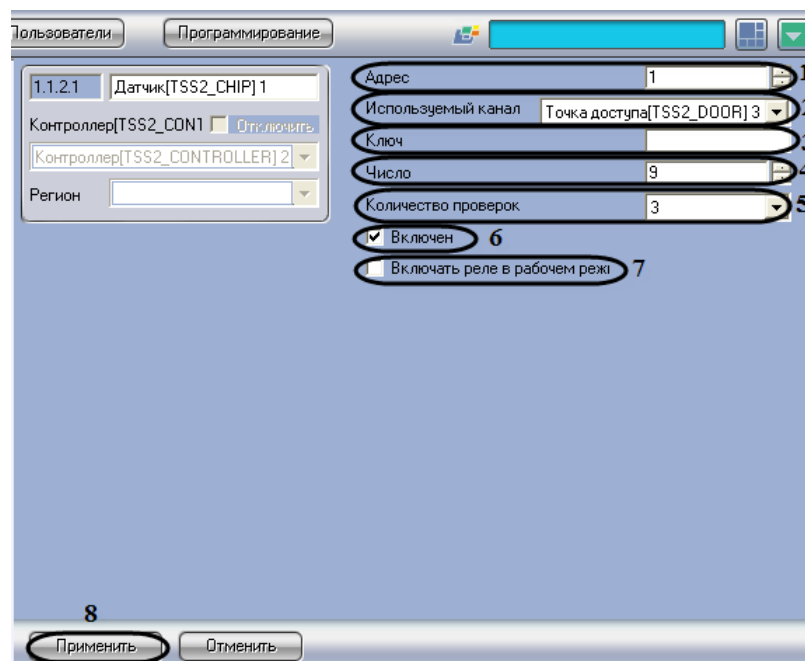 Пользователи Программирование
1.1.2.1 Датчик[TSS2_CHIP] 1
Контроллер[TSS2_CON1 Отключить
Контроллер[TSS2_CONTROLLER] 2
Регион
Адрес 1 1
Используемый канал Точка доступа[TSS2_DOOR] 3 2
Ключ 3
Число 9 4
Количество проверок 3 5
Включен 6
Включать реле в рабочем режи 7
8
Применить Отменить